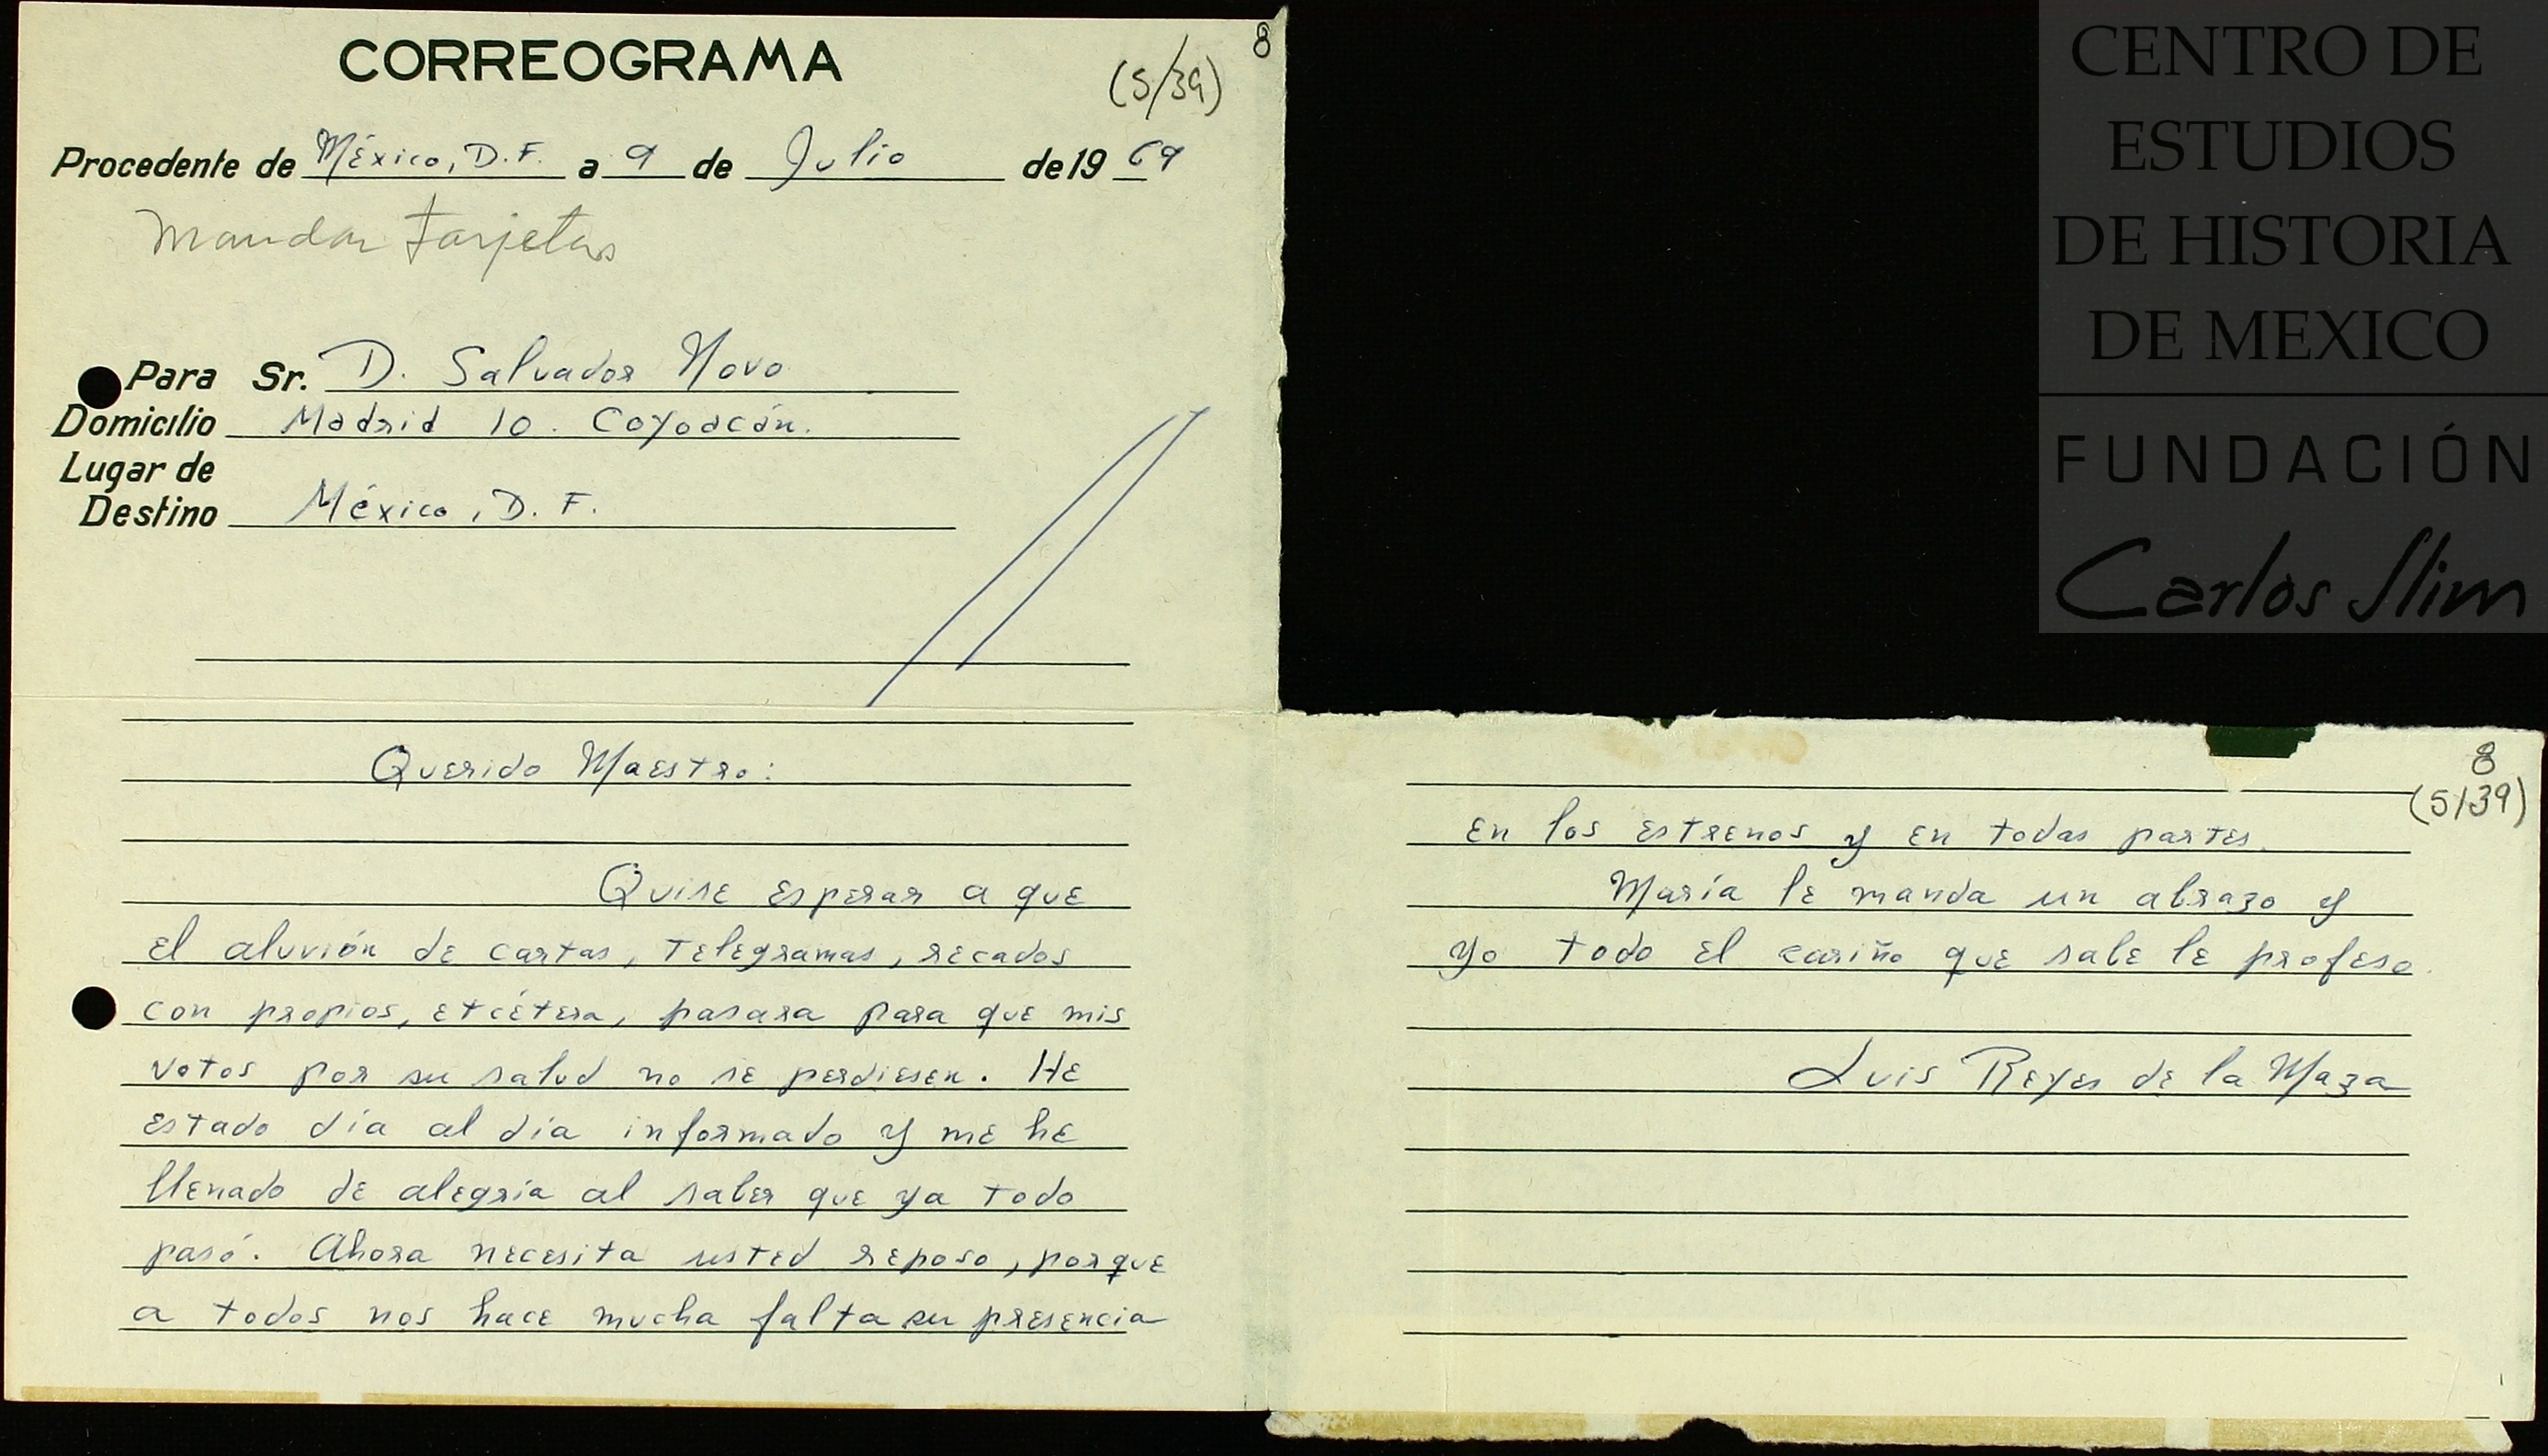 CORREOGRAMA
8
(5/39)
Procedente de México, D.F. a 9 de Julio de 19 69
Mandar tarjetas
Para Sr. D. Salvador Novo
Domicilio Madrid 10. Coyoacán.
Lugar de
Destino México, D. F.
Querido Maestro:
Quise esperar a que
el aluvión de cartas, telegramas, recados
con propios, etcétera, pasara para que mis
votos por su salud no se perdiesen. He
estado día al día informado y me he
llenado de alegría al saber que ya todo
pasó. Ahora necesita usted reposo, porque
a todos nos hace mucha falta su presencia
8
(5/39)
en los estrenos y en todas partes.
María le manda un abrazo y
yo todo el cariño que sabe le profeso.
Luis Reyes de la Maza
CENTRO DE
ESTUDIOS
DE HISTORIA
DE MEXICO
FUNDACIÓN
Carlos Slim